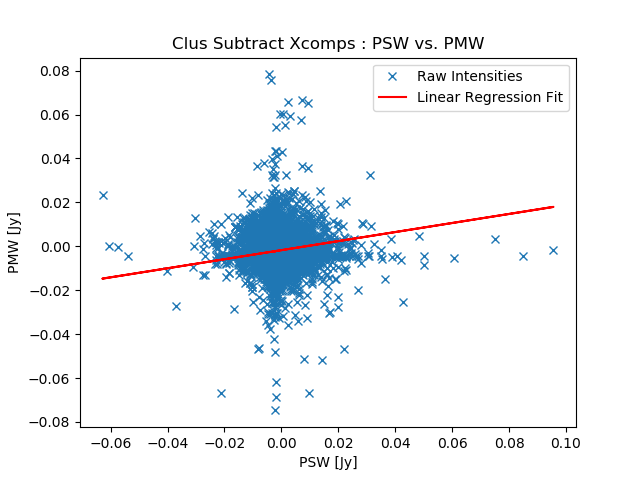 Clus Subtract Xcomps : PSW vs. PMW
Raw Intensities
Linear Regression Fit
0.08
0.06
0.04
0.02
0.00
−0.02
−0.04
−0.06
−0.08
PMW [Jy]
−0.06 −0.04 −0.02 0.00 0.02 0.04 0.06 0.08 0.10
PSW [Jy]